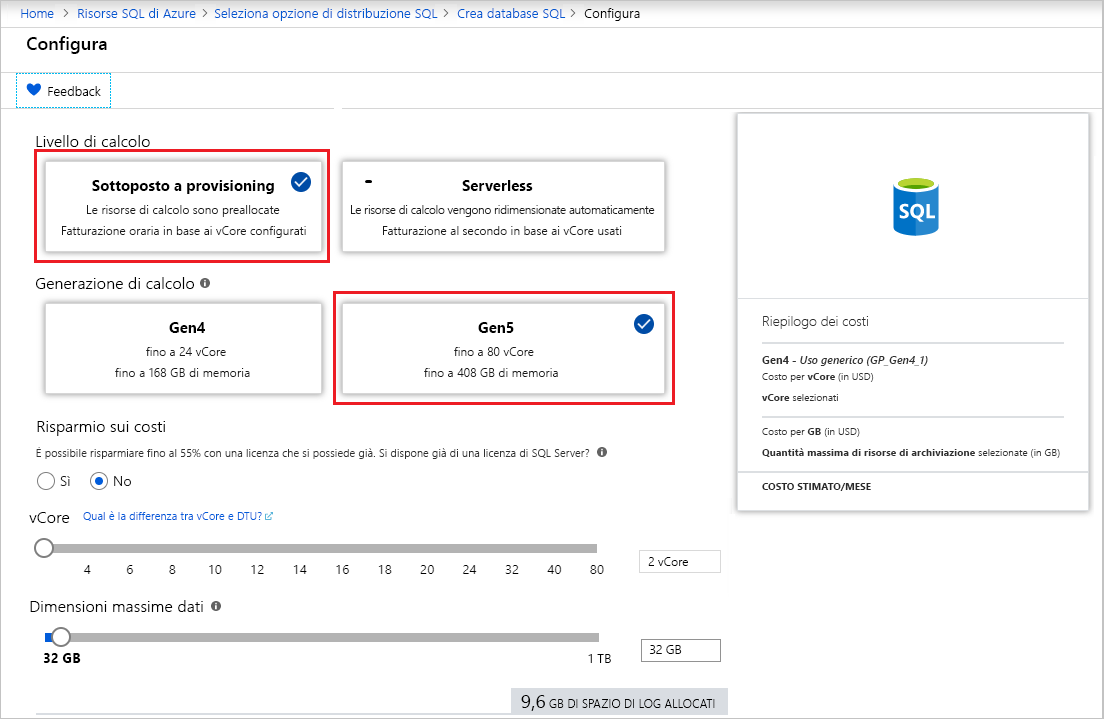 Home > Risorse SQL di Azure > Seleziona opzione di distribuzione SQL > Crea database SQL > Configura
Configura
Feedback
Livello di calcolo
Sottoposto a provisioning
Le risorse di calcolo sono preallocate
Fatturazione oraria in base ai vCore configurati
Serverless
Le risorse di calcolo vengono ridimensionate automaticamente
Fatturazione al secondo in base ai vCore usati
Generazione di calcolo
Gen4
fino a 24 vCore
fino a 168 GB di memoria
Gen5
fino a 80 vCore
fino a 408 GB di memoria
Risparmio sui costi
È possibile risparmiare fino al 55% con una licenza che si possiede già. Si dispone già di una licenza di SQL Server?
Sì No
vCore Qual è la differenza tra vCore e DTU?
4 6 8 10 12 14 16 18 20 24 32 40 80
2 vCore
Dimensioni massime dati
32 GB 1 TB
32 GB
9,6 GB DI SPAZIO DI LOG ALLOCATI
SQL
Riepilogo dei costi
Gen4 - Uso generico (GP_Gen4_1)
Costo per vCore (in USD)
vCore selezionati
Costo per GB (in USD)
Quantità massima di risorse di archiviazione selezionate (in GB)
COSTO STIMATO/MESE